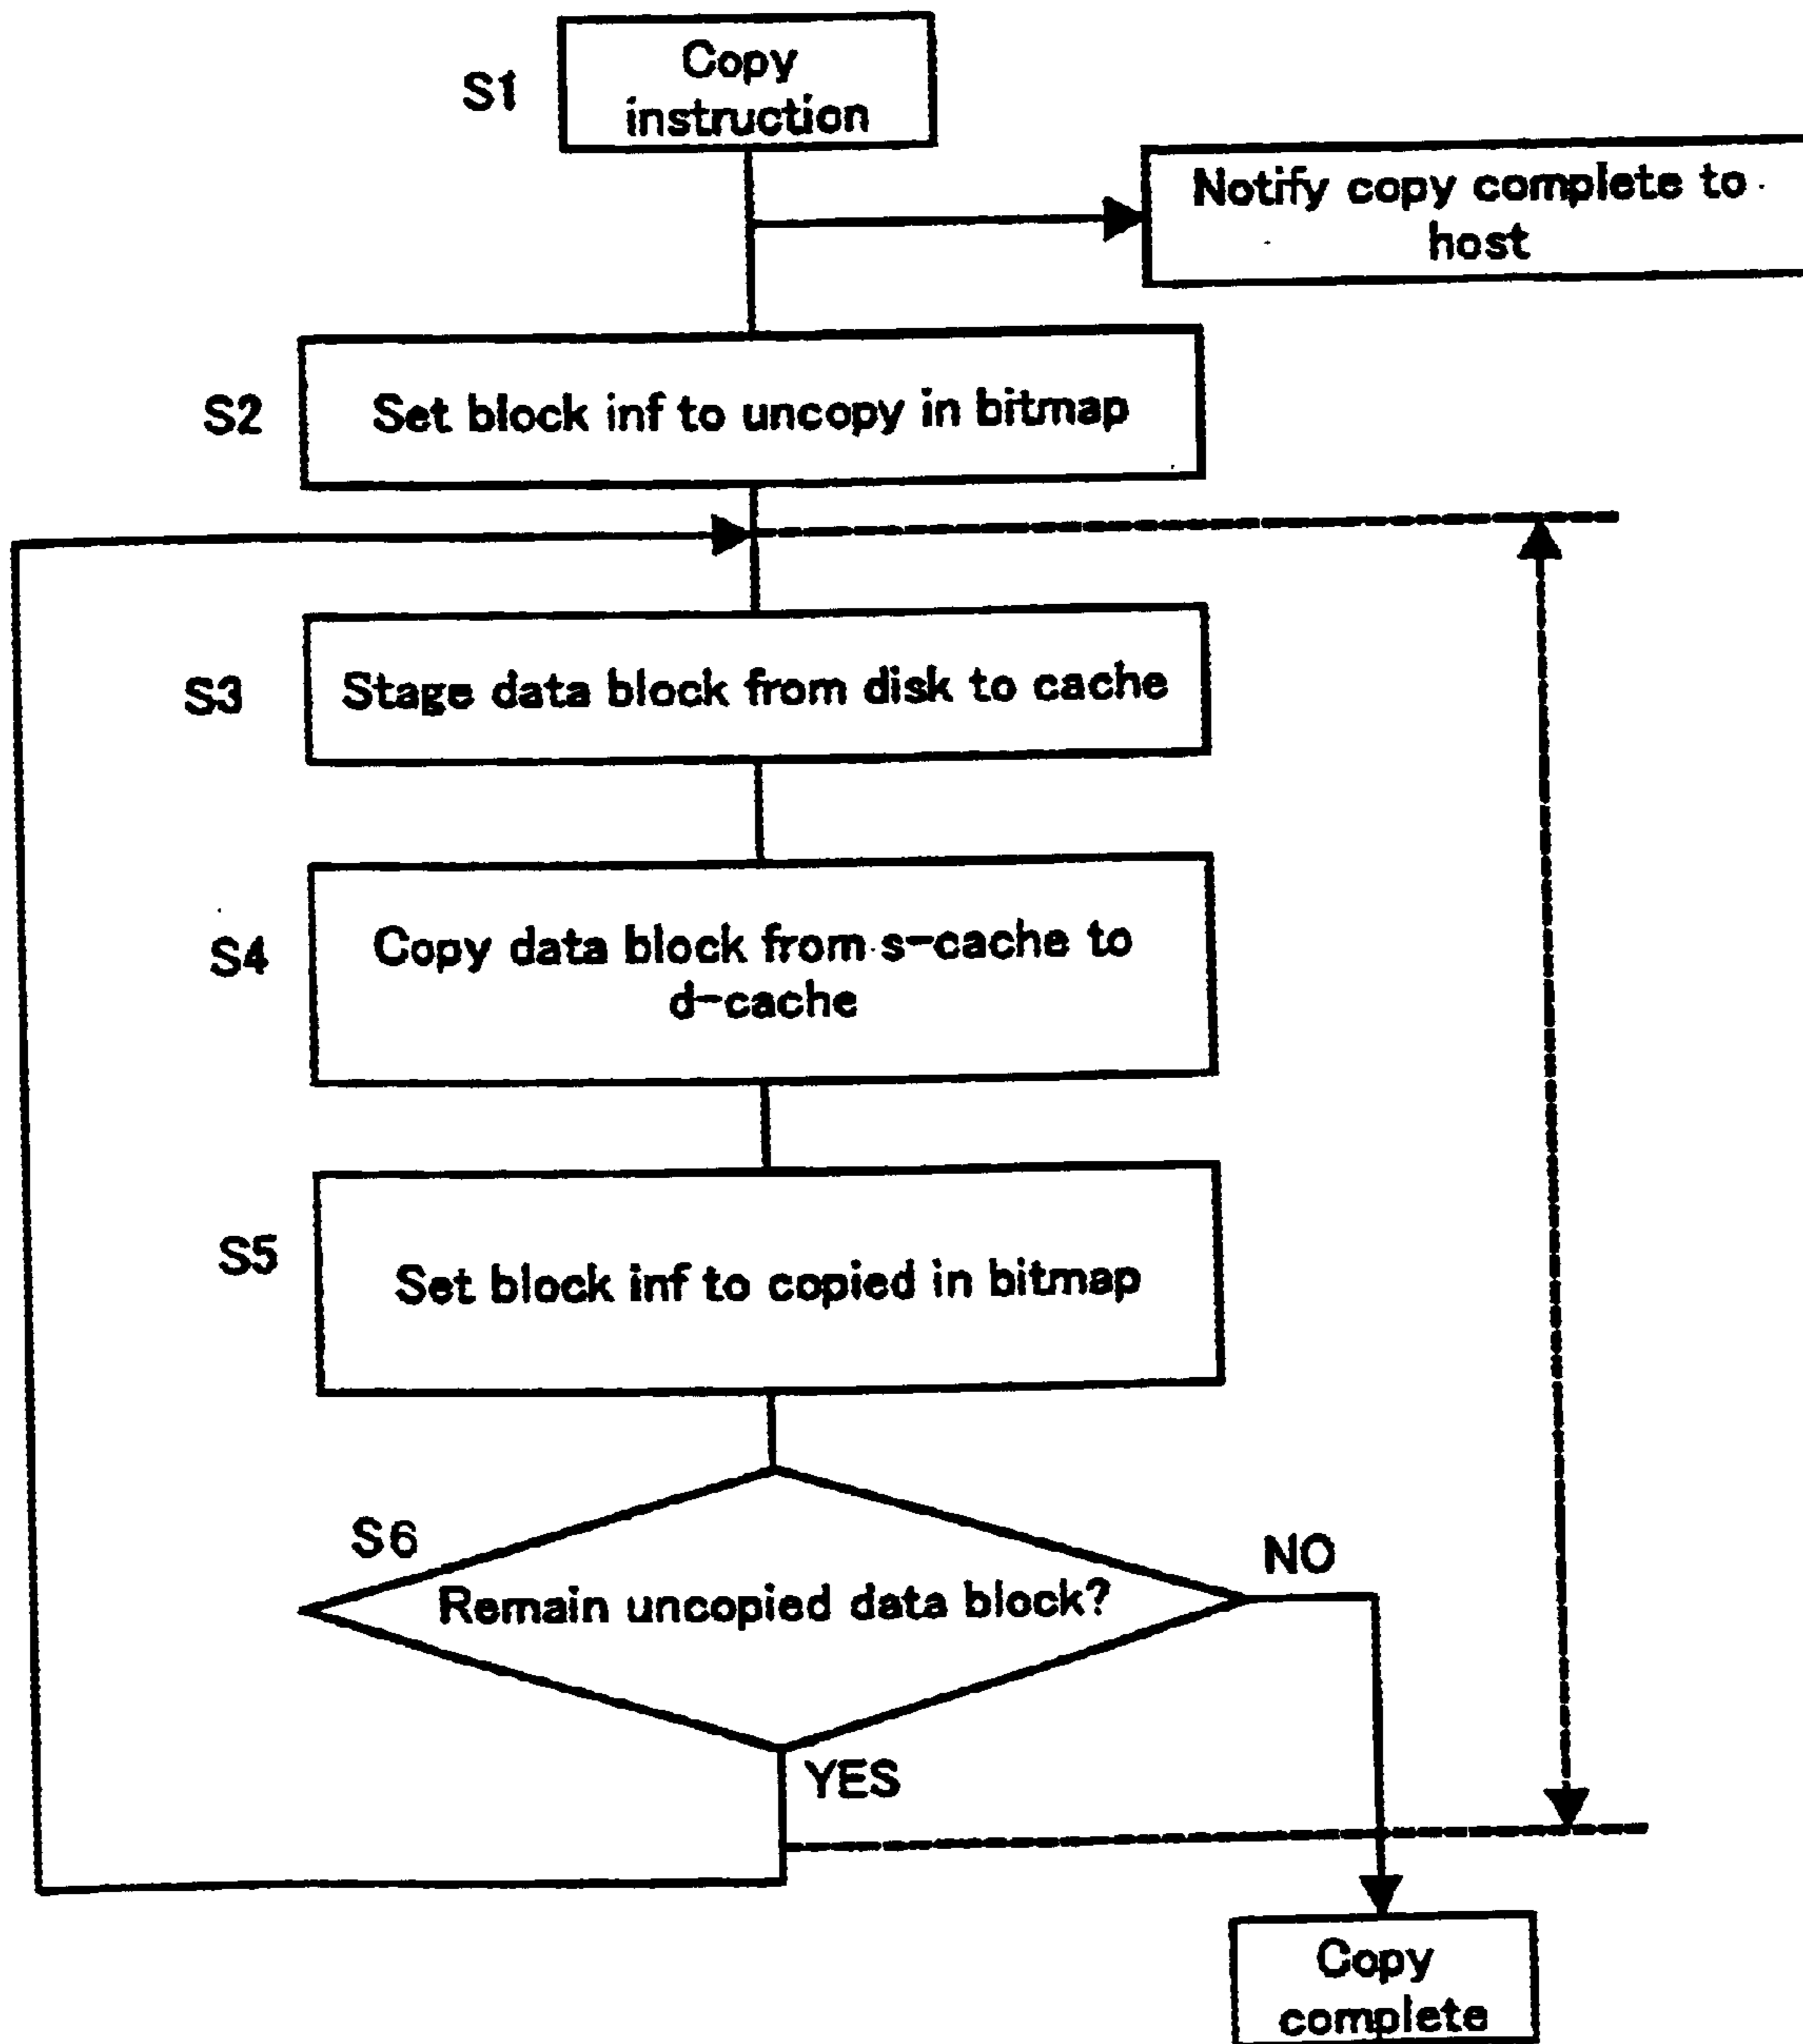 S1
Copy
instruction
Notify copy complete to
host
S2
Set block inf to uncopy in bitmap
S3
Stage data block from disk to cache
S4
Copy data block from s-cache to
d-cache
S5
Set block inf to copied in bitmap
S6
Remain uncopied data block?
NO
YES
Copy
complete